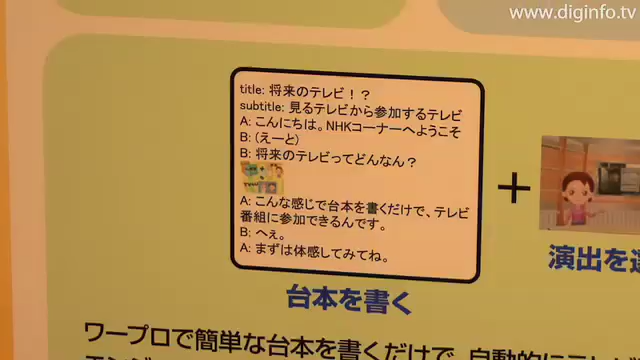 www.diginfo.tv
title: 将来のテレビ！？
subtitle: 見るテレビから参加するテレビ
A: こんにちは。NHKコーナーへようこそ
B: (えーと)
B: 将来のテレビってどんなん？
A: こんな感じで台本を書くだけで、テレビ
番組に参加できるんです。
B: へぇ。
A: まずは体感してみてね。
+
台本を書く
演出を
ワープロで簡単な台本を書くだけで、自動的にテレビ